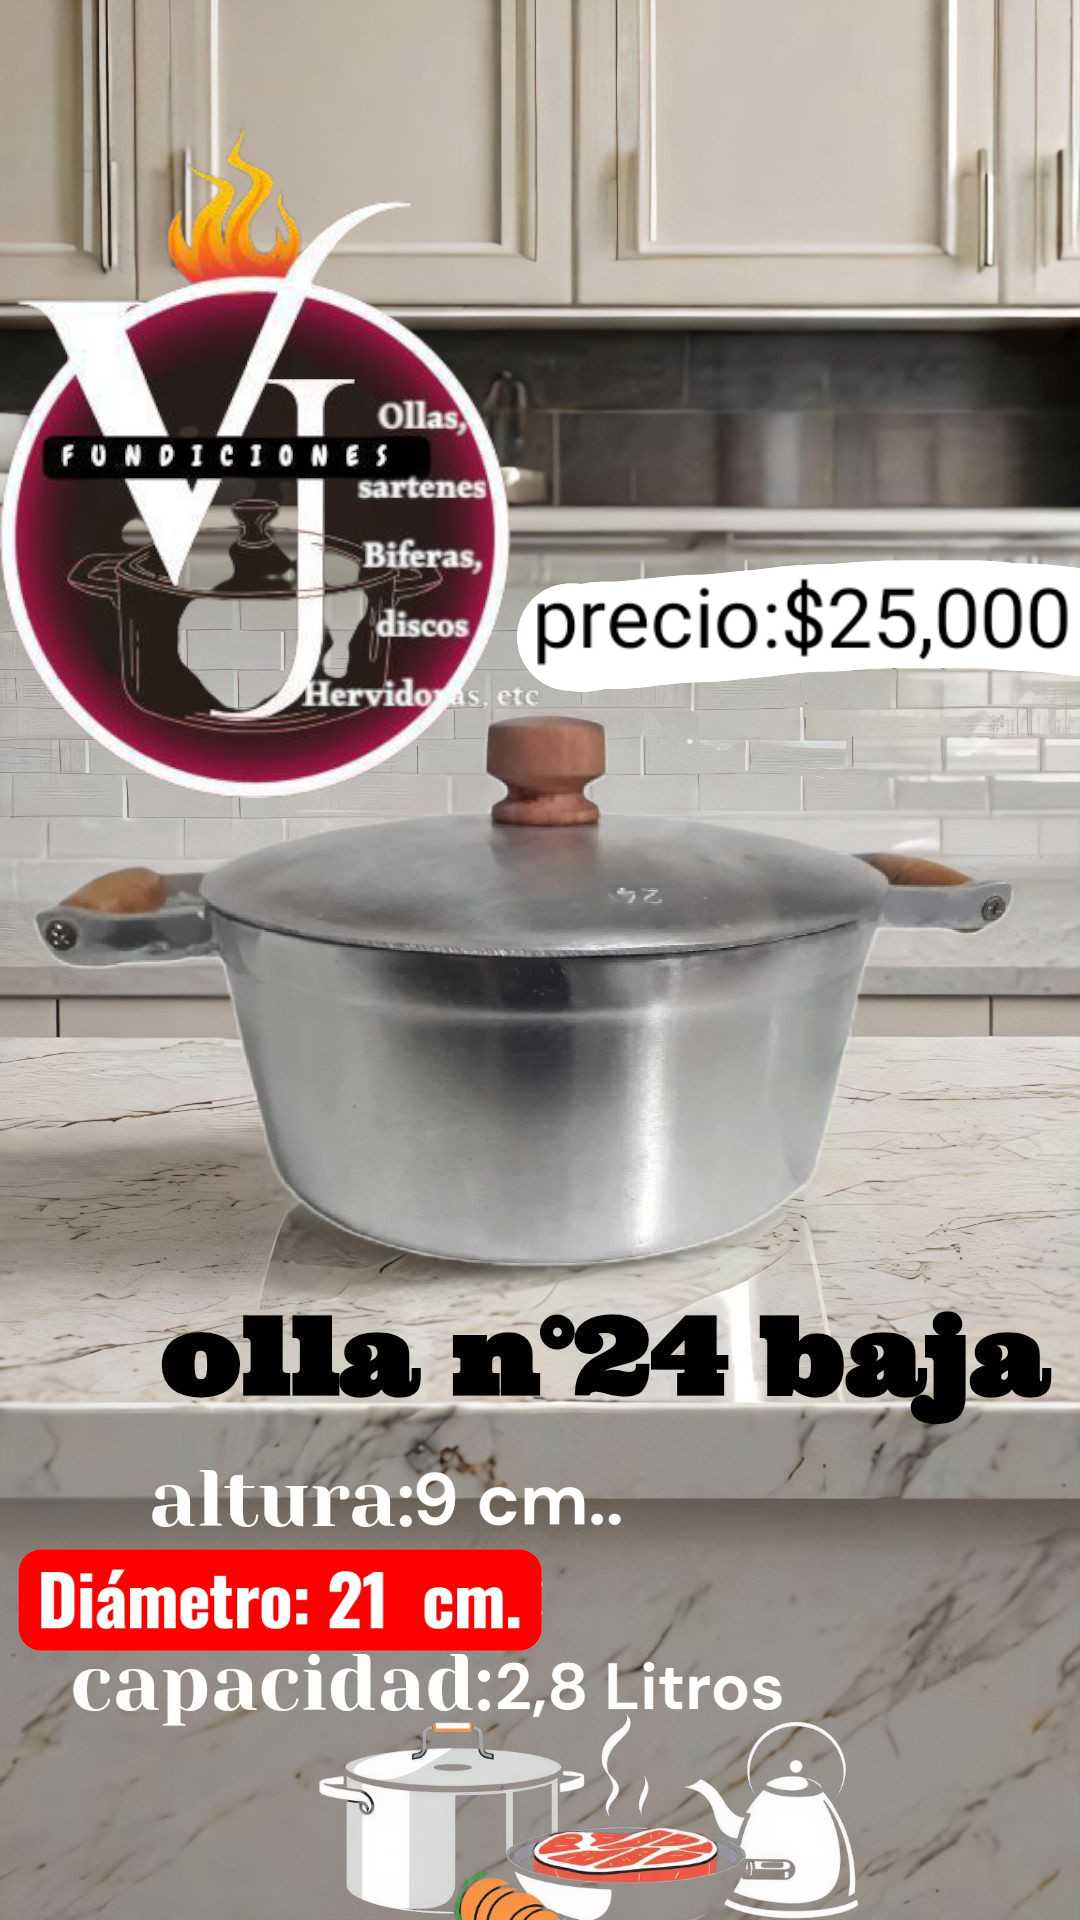 VJ
FUNDICIONES
Ollas,
sartenes
Biferas,
discos
Hervidoras, etc
precio:$25,000
24
olla n°24 baja
altura:9 cm..
Diámetro: 21 cm.
capacidad:2,8 Litros